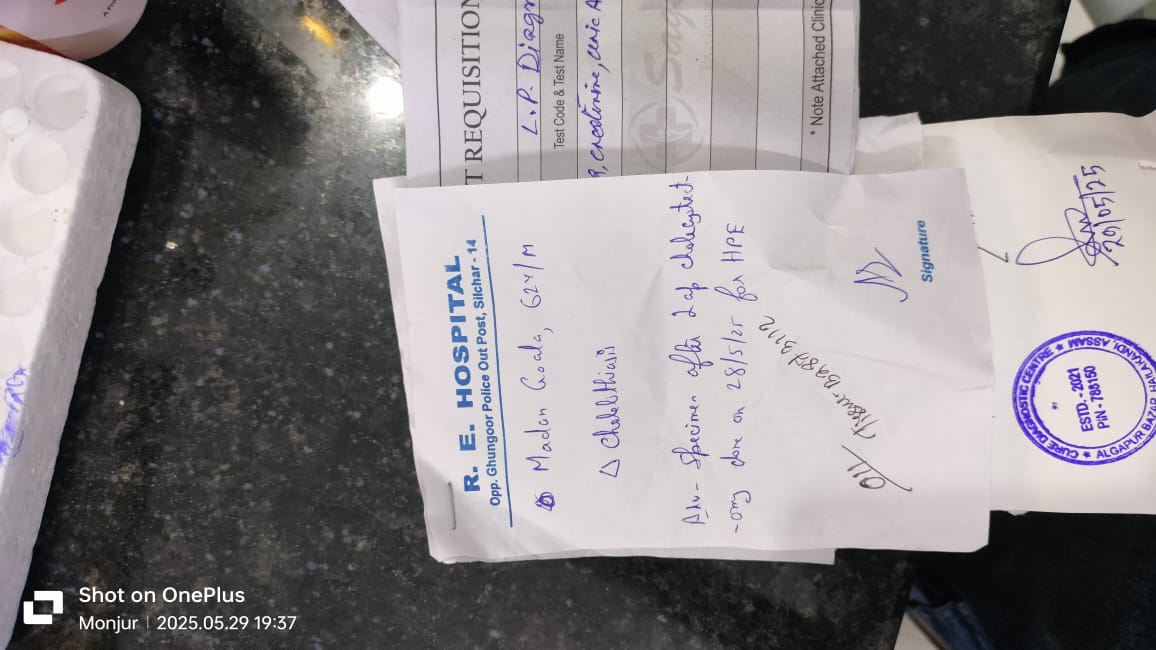 R. E. HOSPITAL
Opp. Ghungoor Police Out Post, Silchar - 14
Madan Goala, 62Y/M
Δ Cholelithiasis
Adv- Specimen after Lap cholecystect
-omy done on 28/5/25 for HPE
Tissue
Signature
T REQUISITION
L.P. Diagn
Test Code & Test Name
creatinine, uric A
* Note Attached Clinic
29/05/25
CURE DIAGNOSTIC CENTRE
ESTD.-2021
PIN-788150
ALGAPUR BAZAR, HAILAKANDI, ASSAM
Shot on OnePlus
Monjur | 2025.05.29 19:37